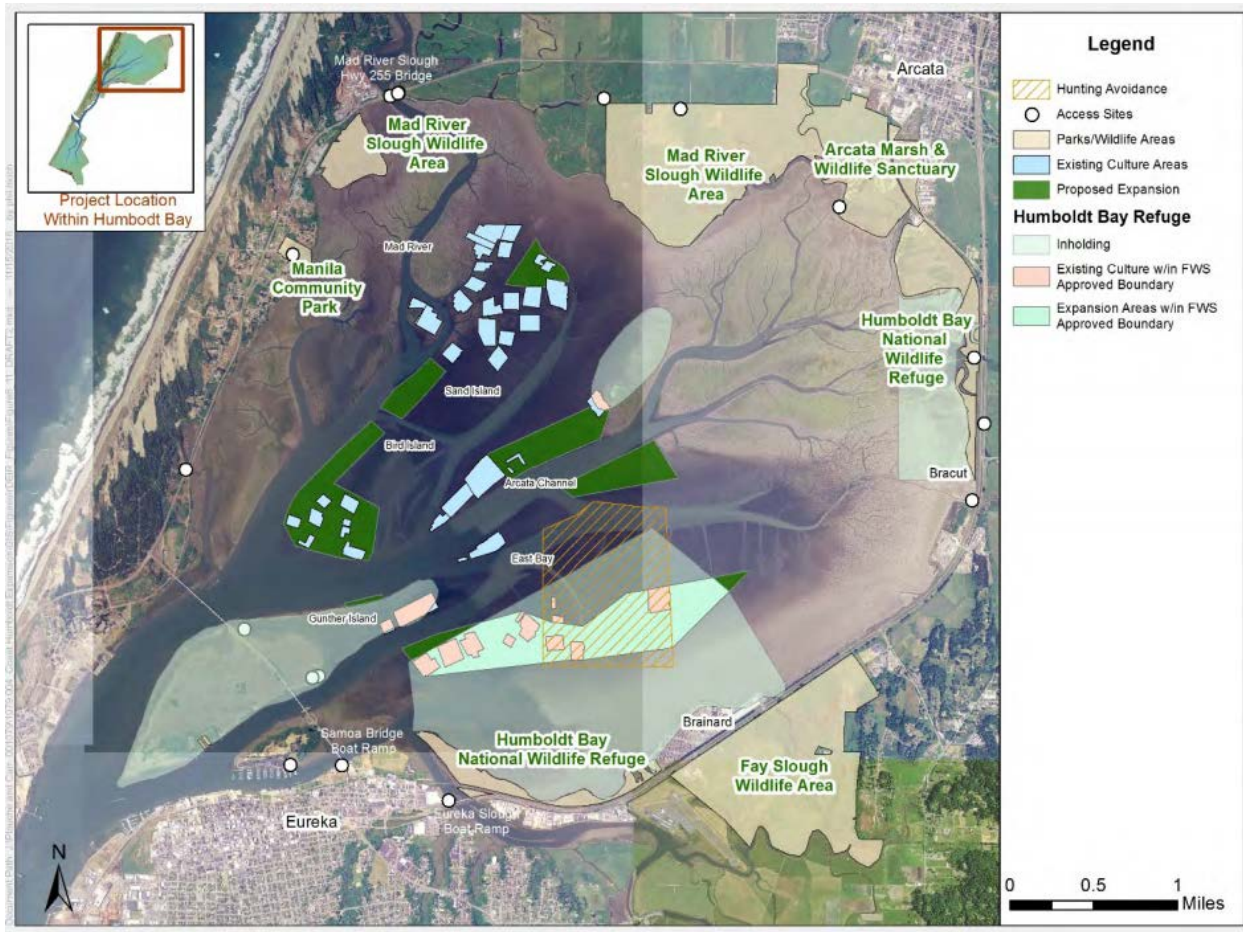 Project Location
Within Humbodt Bay
Mad River Slough
Hwy 255 Bridge
Arcata
Mad River
Slough Wildlife
Area
Mad River
Slough Wildlife
Area
Arcata Marsh &
Wildlife Sanctuary
Mad River
Manila
Community
Park
Humboldt Bay
National
Wildlife
Refuge
Sand Island
Bird Island
Arcata Channel
Bracut
East Bay
Gunther Island
Brainard
Samoa Bridge
Boat Ramp
Humboldt Bay
National Wildlife Refuge
Fay Slough
Wildlife Area
Eureka
Eureka Slough
Boat Ramp
N
Legend
Hunting Avoidance
Access Sites
Parks/Wildlife Areas
Existing Culture Areas
Proposed Expansion
Humboldt Bay Refuge
Inholding
Existing Culture w/in FWS
Approved Boundary
Expansion Areas w/in FWS
Approved Boundary
0 0.5 1
Miles